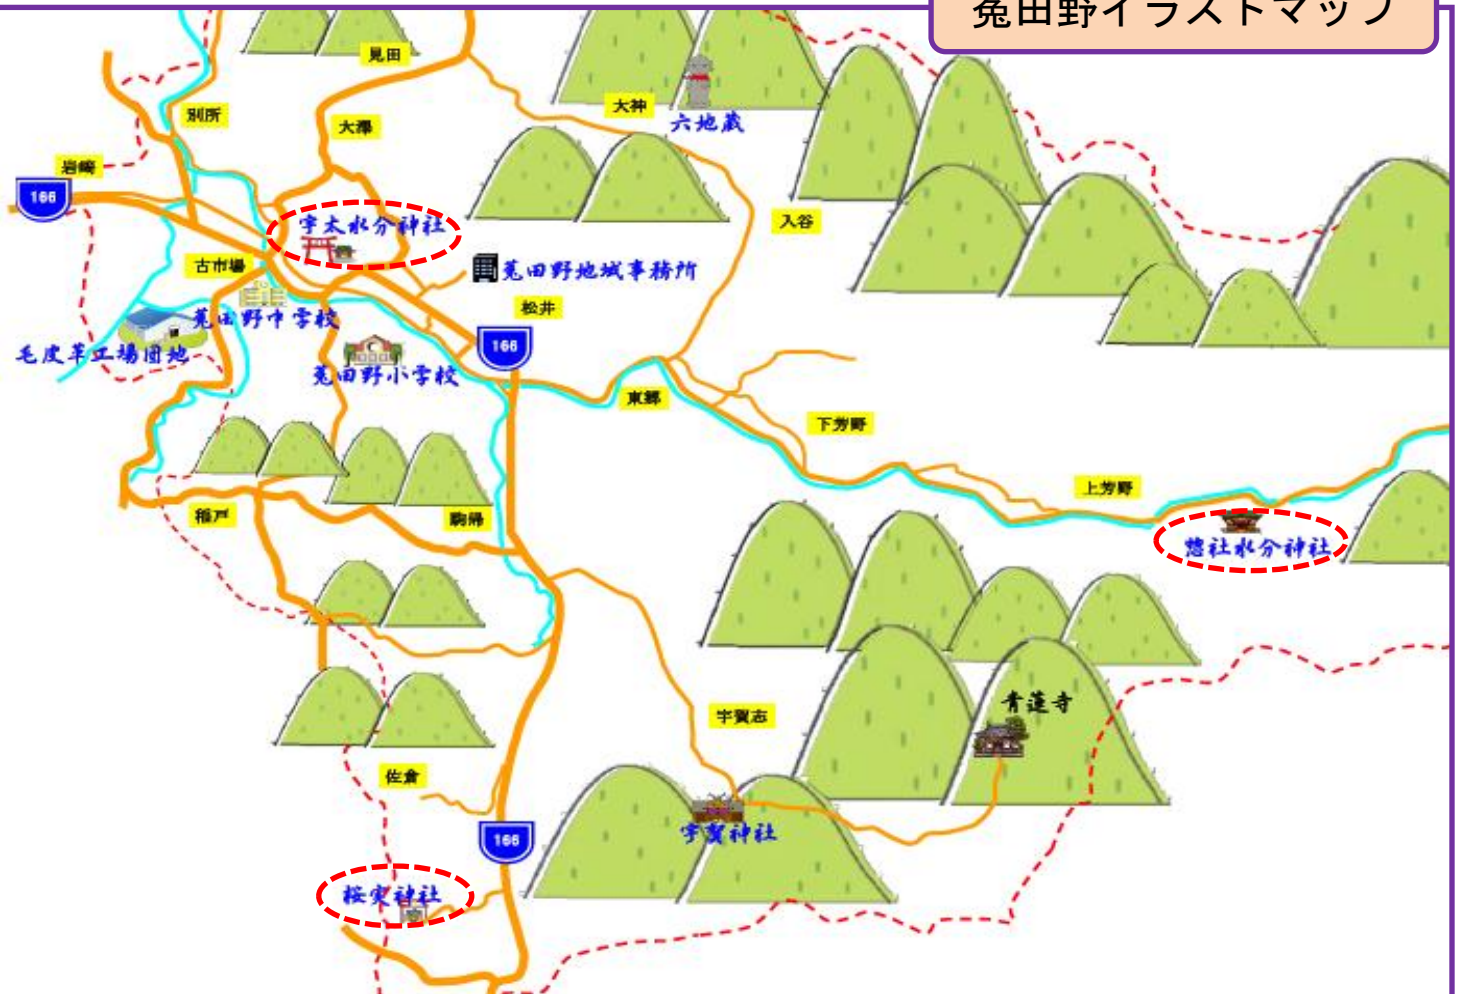 菟田野イラストマップ
見田
別所
大神
大澤
六地蔵
岩崎
166
入谷
宇太水分神社
古市場
菟田野地域事務所
松井
菟田野中学校
166
毛皮革工場団地
菟田野小学校
東郷
下芳野
上芳野
稲戸
駒帰
惣社水分神社
青蓮寺
宇賀志
佐倉
宇賀神社
166
桜実神社